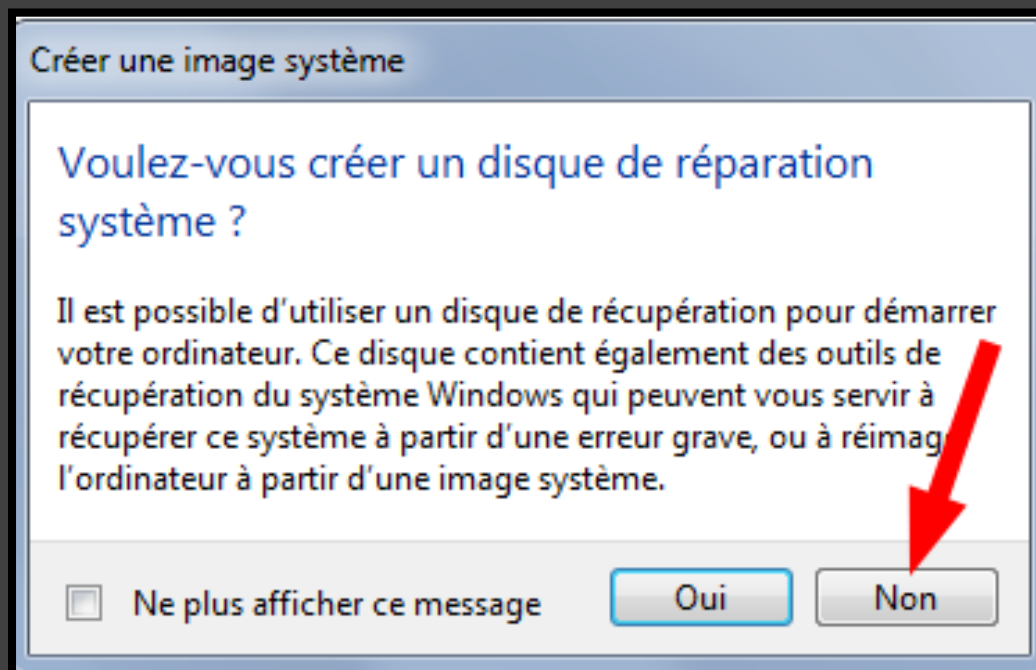 Créer une image système
Voulez-vous créer un disque de réparation
système ?
Il est possible d'utiliser un disque de récupération pour démarrer
votre ordinateur. Ce disque contient également des outils de
récupération du système Windows qui peuvent vous servir à
récupérer ce système à partir d'une erreur grave, ou à
l'ordinateur à partir d'une image système.
Ne plus afficher ce message
Oui
Non